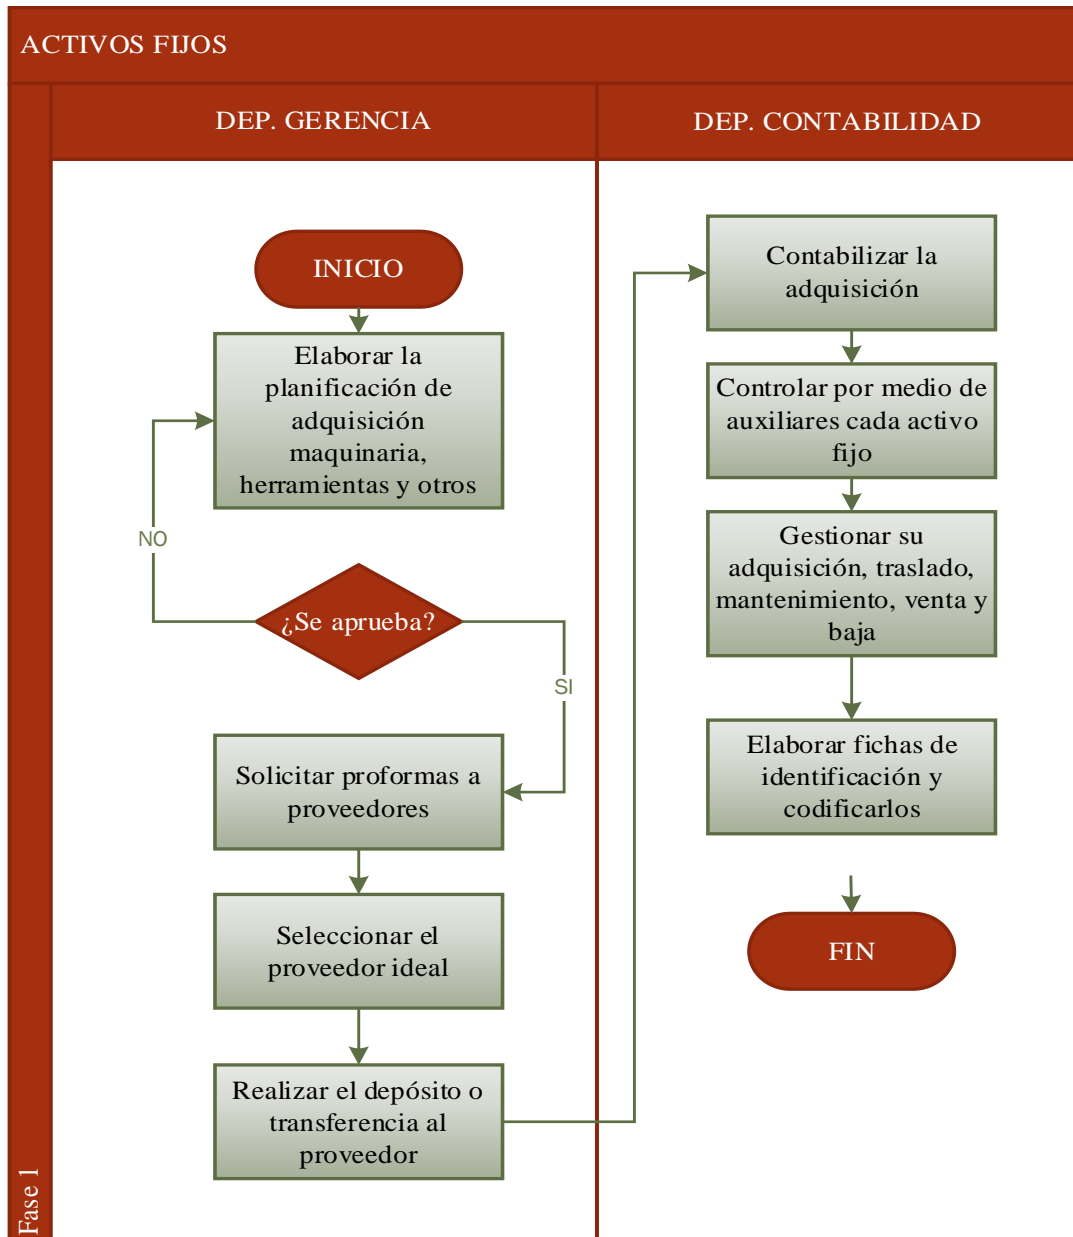 ACTIVOS FIJOS
DEP. GERENCIA
DEP. CONTABILIDAD
Fase 1
INICIO
Elaborar la
planificación de
adquisición
maquinaria,
herramientas y otros
NO
¿Se aprueba?
SI
Solicitar proformas a
proveedores
Seleccionar el
proveedor ideal
Realizar el depósito o
transferencia al
proveedor
Contabilizar la
adquisición
Controlar por medio de
auxiliares cada activo
fijo
Gestionar su
adquisición, traslado,
mantenimiento, venta y
baja
Elaborar fichas de
identificación y
codificarlos
FIN